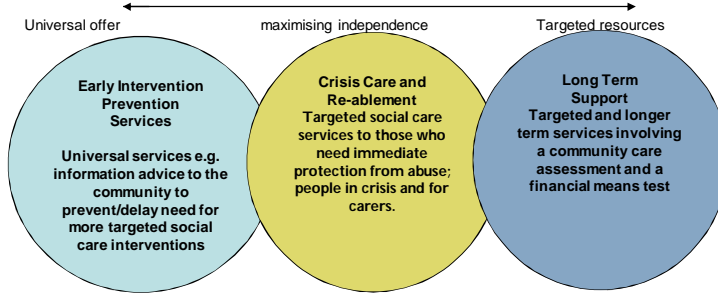 Universal offer
maximising independence
Targeted resources
Early Intervention
Prevention
Services
Universal services e.g.
information advice to the
community to
prevent/delay need for
more targeted social
care interventions
Crisis Care and
Re-ablement
Targeted social care
services to those who
need immediate
protection from abuse;
people in crisis and for
carers.
Long Term
Support
Targeted and longer
term services involving
a community care
assessment and a
financial means test